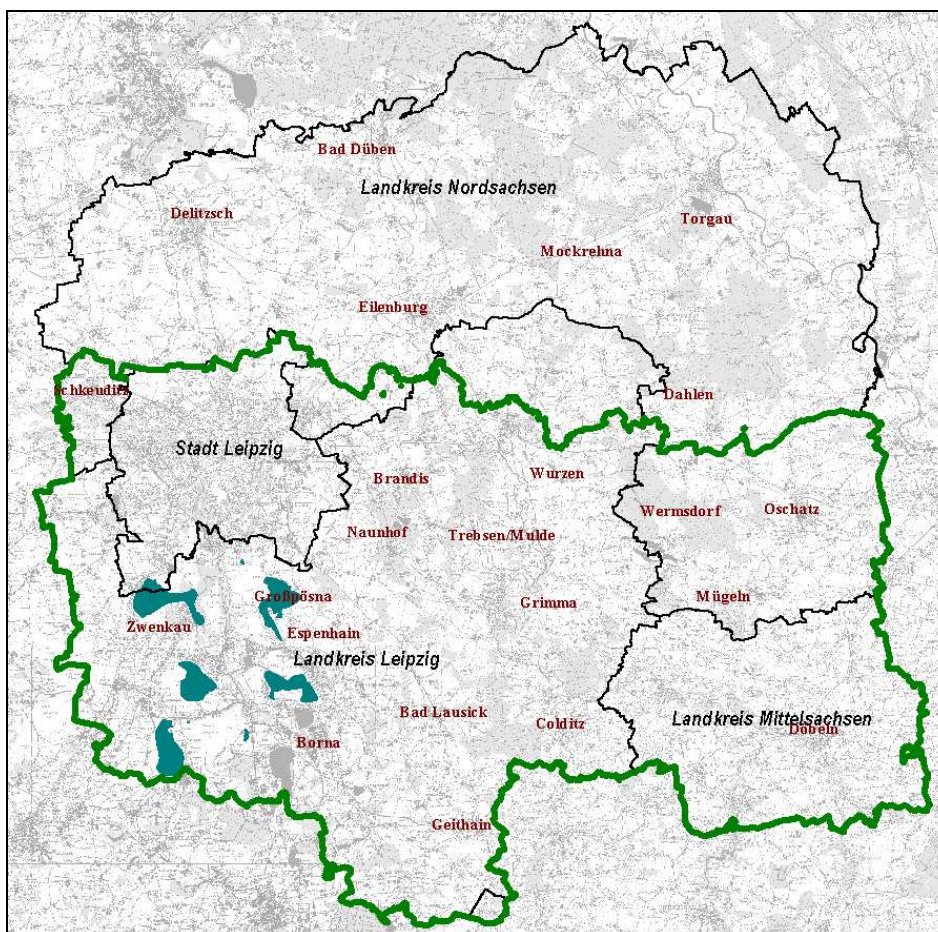 Bad Düben
Landkreis Nordsachsen
Delitzsch
Torgau
Mockrehna
Eilenburg
Schkeuditz
Dahlen
Stadt Leipzig
Brandis
Wurzen
Wermsdorf
Oschatz
Naunhof
Trebsen/Mulde
Großpösna
Grimma
Mügeln
Zwenkau
Espenhain
Landkreis Leipzig
Bad Lausick
Colditz
Landkreis Mittelsachsen
Döbeln
Borna
Geithain